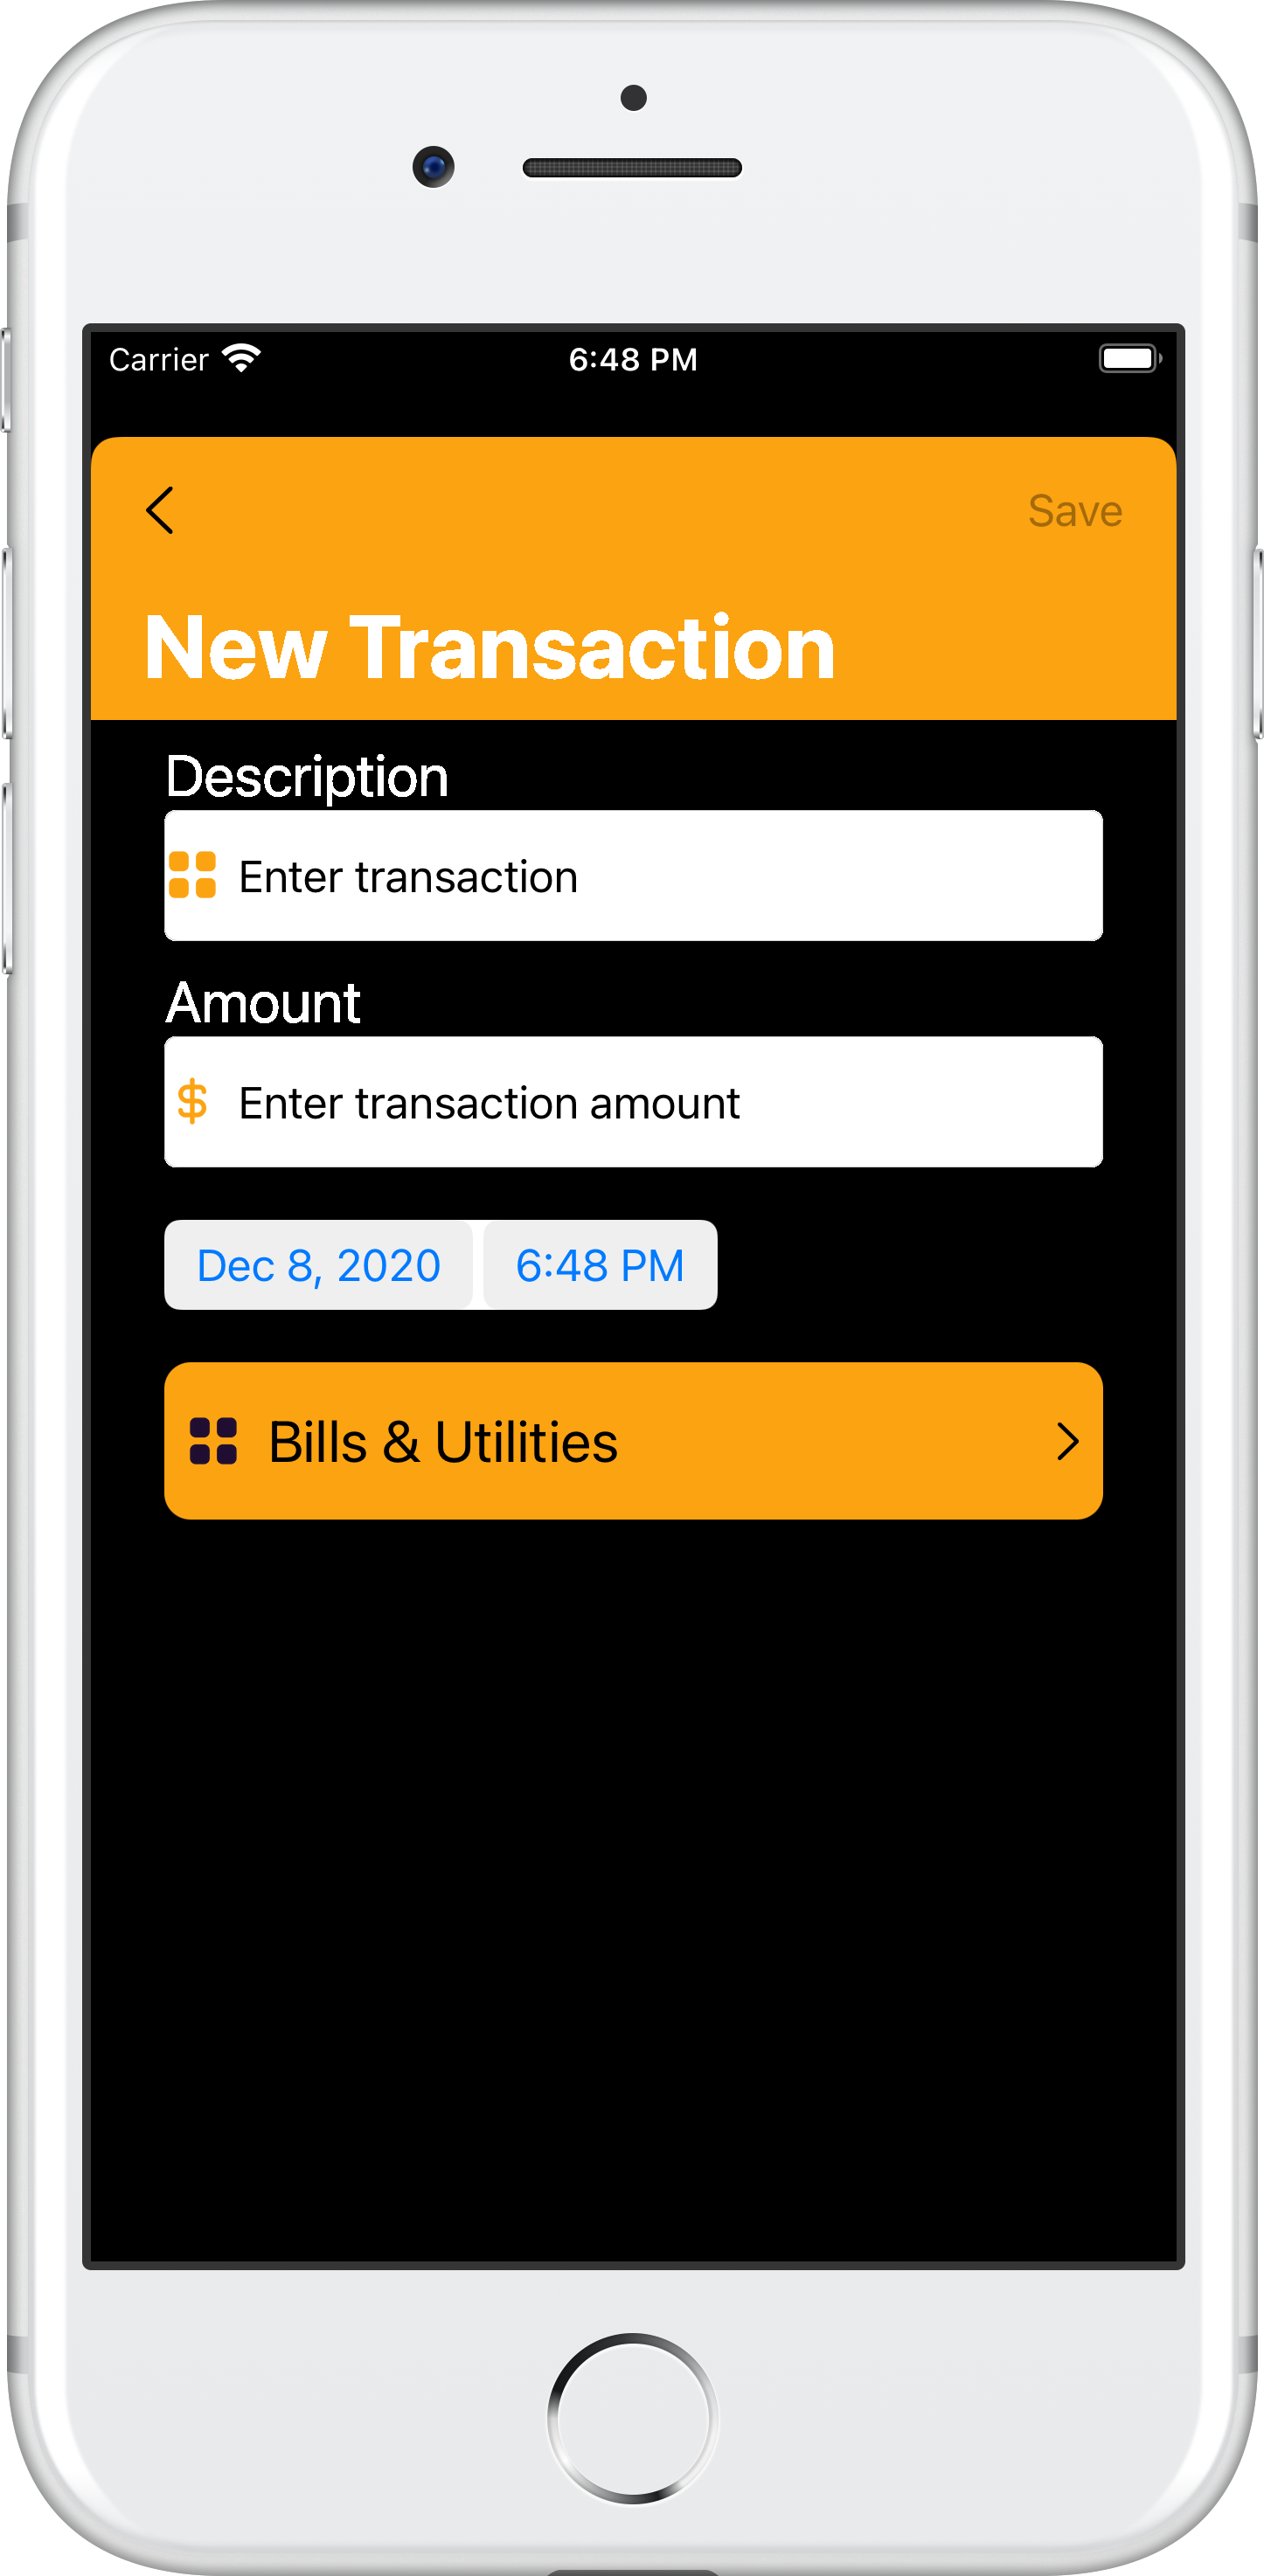 Carrier 6:48 PM
Save
New Transaction
Description
Enter transaction
Amount
$ Enter transaction amount
Dec 8, 2020 6:48 PM
Bills & Utilities